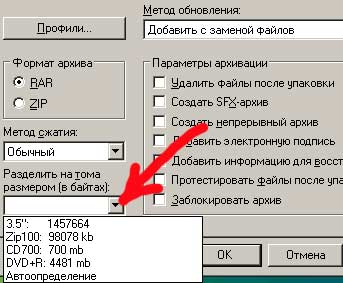 Метод обновления:
Профили...
Добавить с заменой файлов
Формат архива
RAR
ZIP
Метод сжатия:
Обычный
Разделить на тома
размером (в байтах):
3.5": 1457664
Zip100: 98078 kb
CD700: 700 mb
DVD+R: 4481 mb
Автоопределение
Параметры архивации
Удалить файлы после упаковки
Создать SFX-архив
Создать непрерывный архив
электронную подпись
Добавить информацию для восст
Протестировать файлы после упа
Заблокировать архив
OK
Отмена